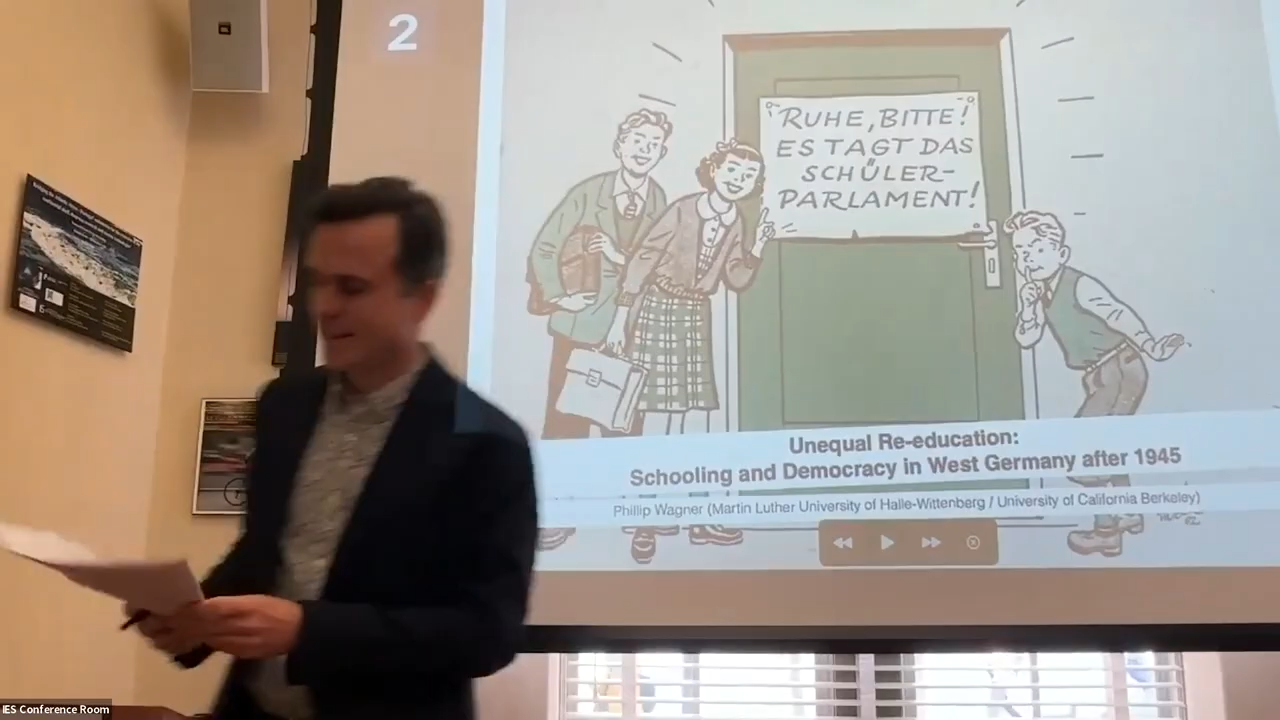 2
RUHE, BITTE!
ES TAGT DAS
SCHÜLER-
PARLAMENT!
Unequal Re-education:
Schooling and Democracy in West Germany after 1945
Phillip Wagner (Martin Luther University of Halle-Wittenberg / University of California Berkeley)
IES Conference Room